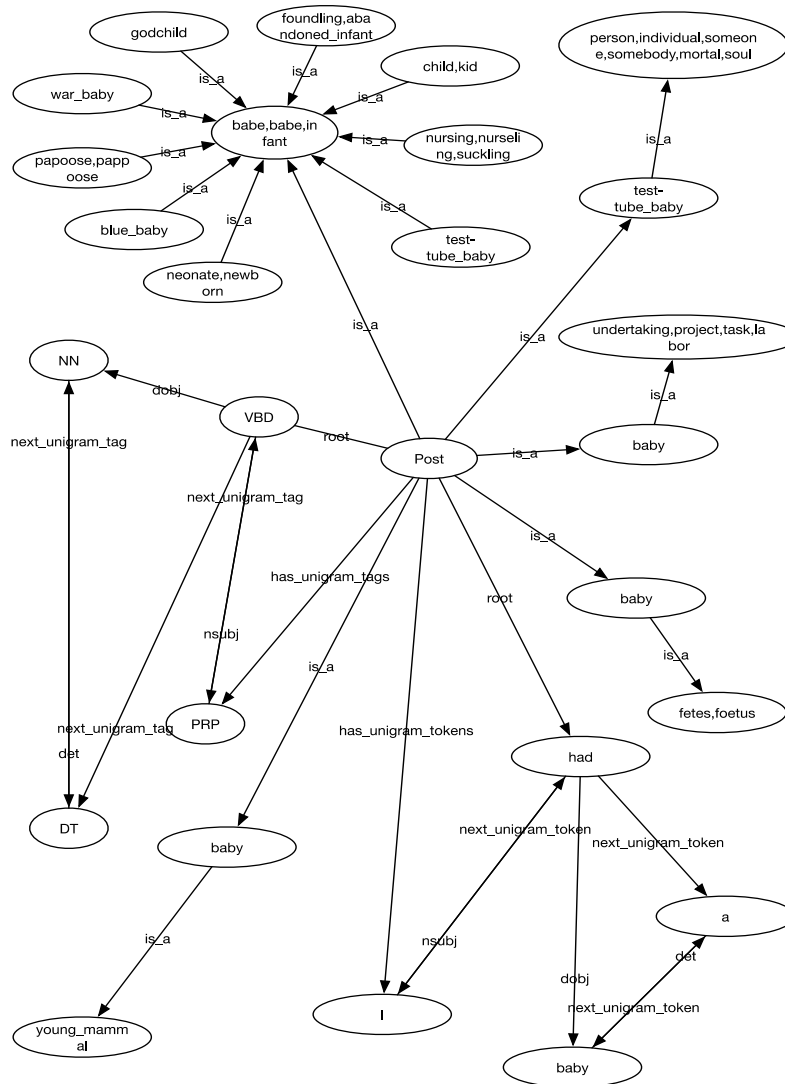 godchild
foundling,aba
ndoned_infant
person,individual,someon
e,somebody,mortal,soul
is_a
is_a
child,kid
war_baby
is_a
is_a
is_a
babe,babe,in
fant
is_a
nursing,nurseli
ng,suckling
papoose,papp
oose
is_a
is_a
is_a
is_a
test-
tube_baby
blue_baby
test-
tube_baby
neonate,newb
orn
is_a
is_a
undertaking,project,task,la
bor
NN
dobj
VBD
is_a
root
next_unigram_tag
Post
is_a
baby
next_unigram_tag
is_a
has_unigram_tags
root
baby
nsubj
is_a
is_a
PRP
next_unigram_tag
has_unigram_tokens
fetes,foetus
det
had
DT
baby
next_unigram_token
next_unigram_token
a
is_a
nsubj
det
dobj
next_unigram_token
I
young_mamm
al
baby